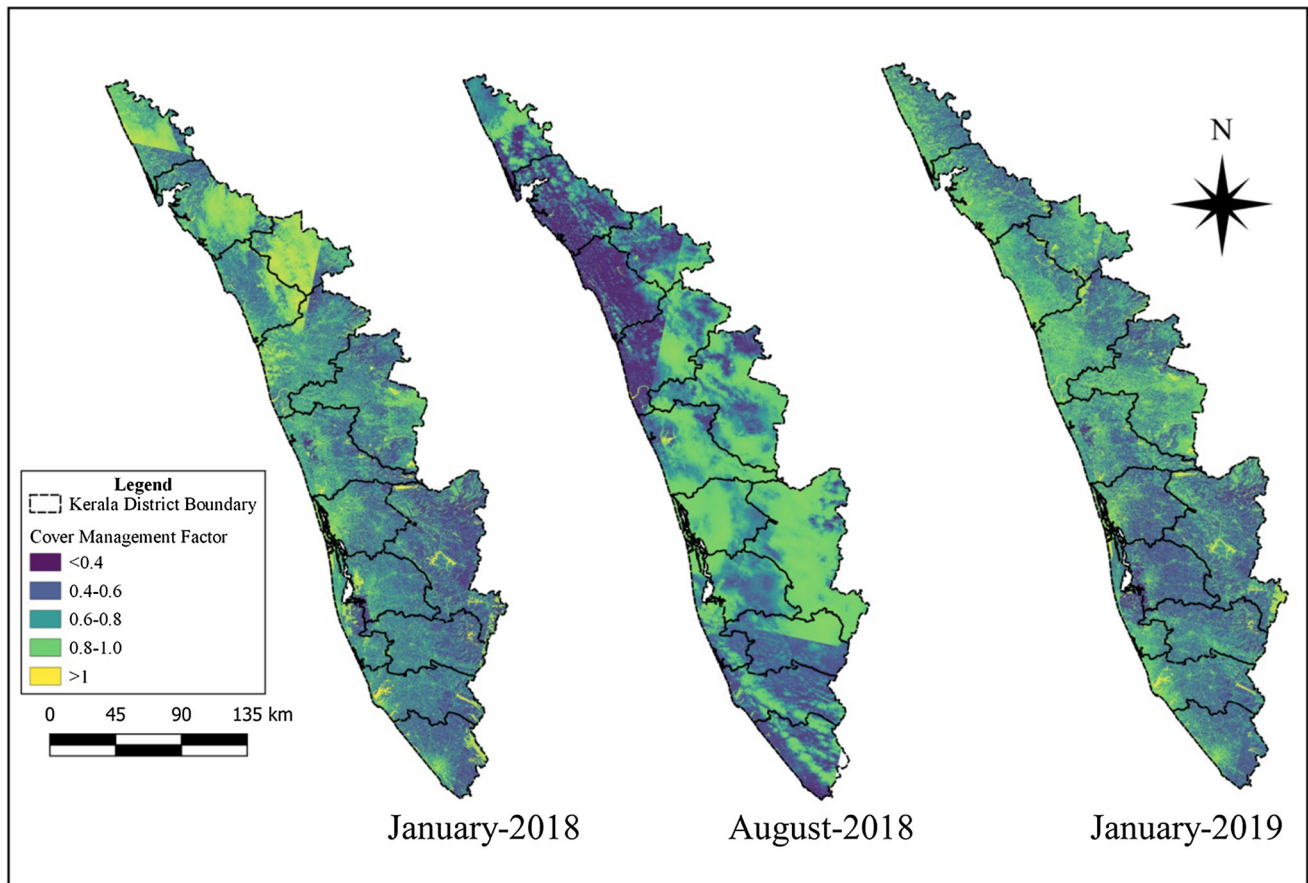 N
Legend
Kerala District Boundary
Cover Management Factor
<0.4
0.4-0.6
0.6-0.8
0.8-1.0
>1
0 45 90 135 km
January-2018 August-2018 January-2019